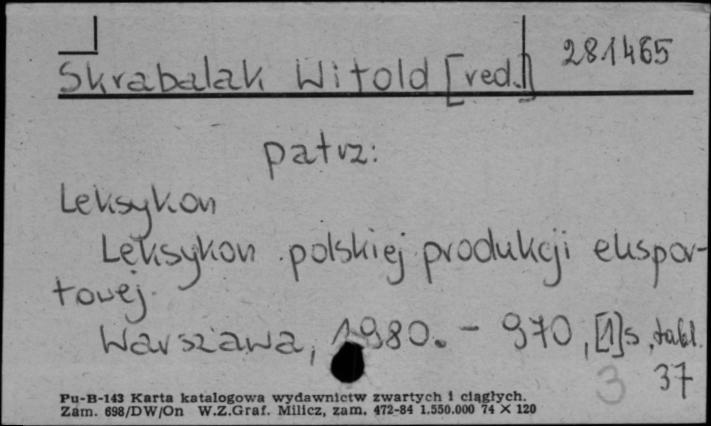 Skrabalak Witold [red.] 281465
patrz:
Leksykon
Leksykon polskiej produkcji ekspor-
towej.
Warszawa, 1980. - 970, [1]s, tabl.
3 37
Pu-B-143 Karta katalogowa wydawnictw zwartych i ciągłych.
Zam. 698/DW/On W.Z.Graf. Milicz, zam. 472-84 1.550.000 74 X 120